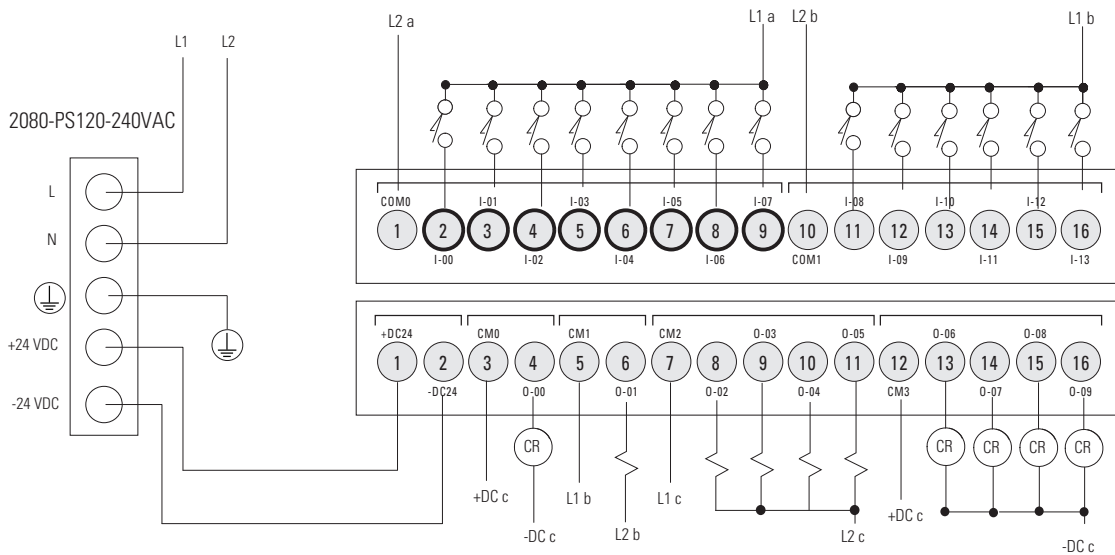 L2 a
L1 a
L2 b
L1 b
L1
L2
2080-PS120-240VAC
L
N
+24 VDC
-24 VDC
COM0
I-01
I-03
I-05
I-07
I-08
I-10
I-12
1
2
3
4
5
6
7
8
9
10
11
12
13
14
15
16
I-00
I-02
I-04
I-06
COM1
I-09
I-11
I-13
+DC24
CM0
CM1
CM2
O-03
O-05
O-06
O-08
1
2
3
4
5
6
7
8
9
10
11
12
13
14
15
16
-DC24
O-00
O-01
O-02
O-04
CM3
O-07
O-09
CR
CR
CR
CR
CR
+DC c
L1 b
L1 c
+DC c
-DC c
L2 b
L2 c
-DC c